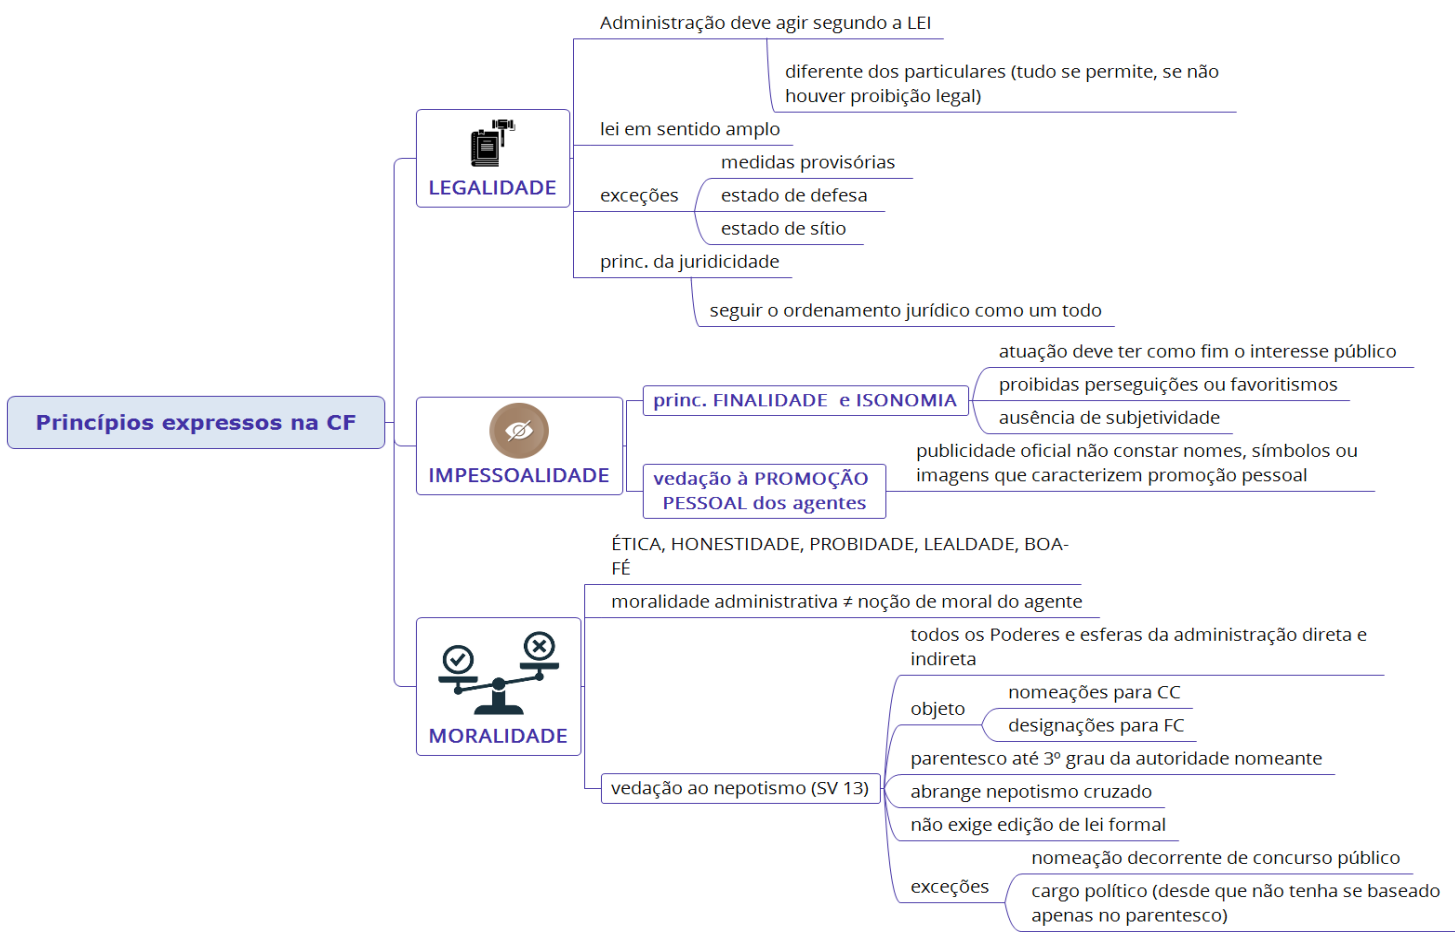 Princípios expressos na CF
LEGALIDADE
Administração deve agir segundo a LEI
diferente dos particulares (tudo se permite, se não
houver proibição legal)
lei em sentido amplo
exceções
medidas provisórias
estado de defesa
estado de sítio
princ. da juridicidade
seguir o ordenamento jurídico como um todo
IMPESSOALIDADE
princ. FINALIDADE e ISONOMIA
atuação deve ter como fim o interesse público
proibidas perseguições ou favoritismos
ausência de subjetividade
vedação à PROMOÇÃO
PESSOAL dos agentes
publicidade oficial não constar nomes, símbolos ou
imagens que caracterizem promoção pessoal
MORALIDADE
ÉTICA, HONESTIDADE, PROBIDADE, LEALDADE, BOA-
FÉ
moralidade administrativa ≠ noção de moral do agente
vedação ao nepotismo (SV 13)
todos os Poderes e esferas da administração direta e
indireta
objeto
nomeações para CC
designações para FC
parentesco até 3º grau da autoridade nomeante
abrange nepotismo cruzado
não exige edição de lei formal
exceções
nomeação decorrente de concurso público
cargo político (desde que não tenha se baseado
apenas no parentesco)